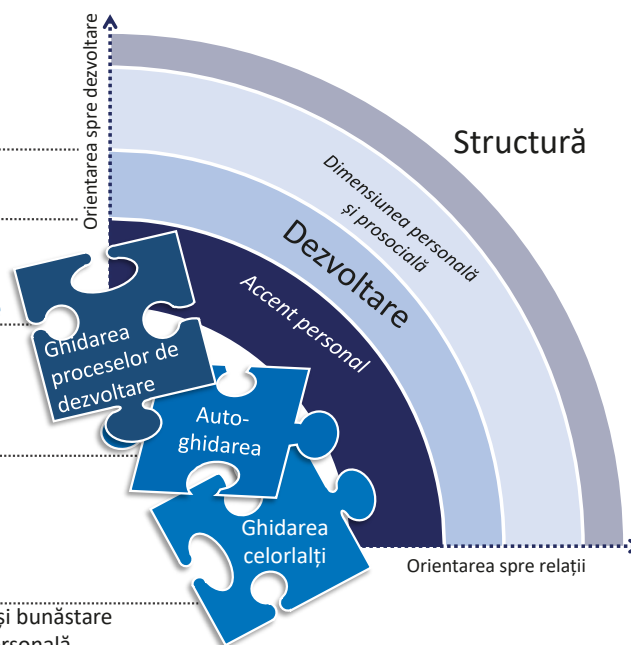 Orientarea spre dezvoltare
Structură
Dimensiunea personală
și prosocială
Dezvoltare
Accent personal
Ghidarea
proceselor de
dezvoltare
Auto-
ghidarea
Ghidarea
celorlalți
Orientarea spre relații
și bunăstare